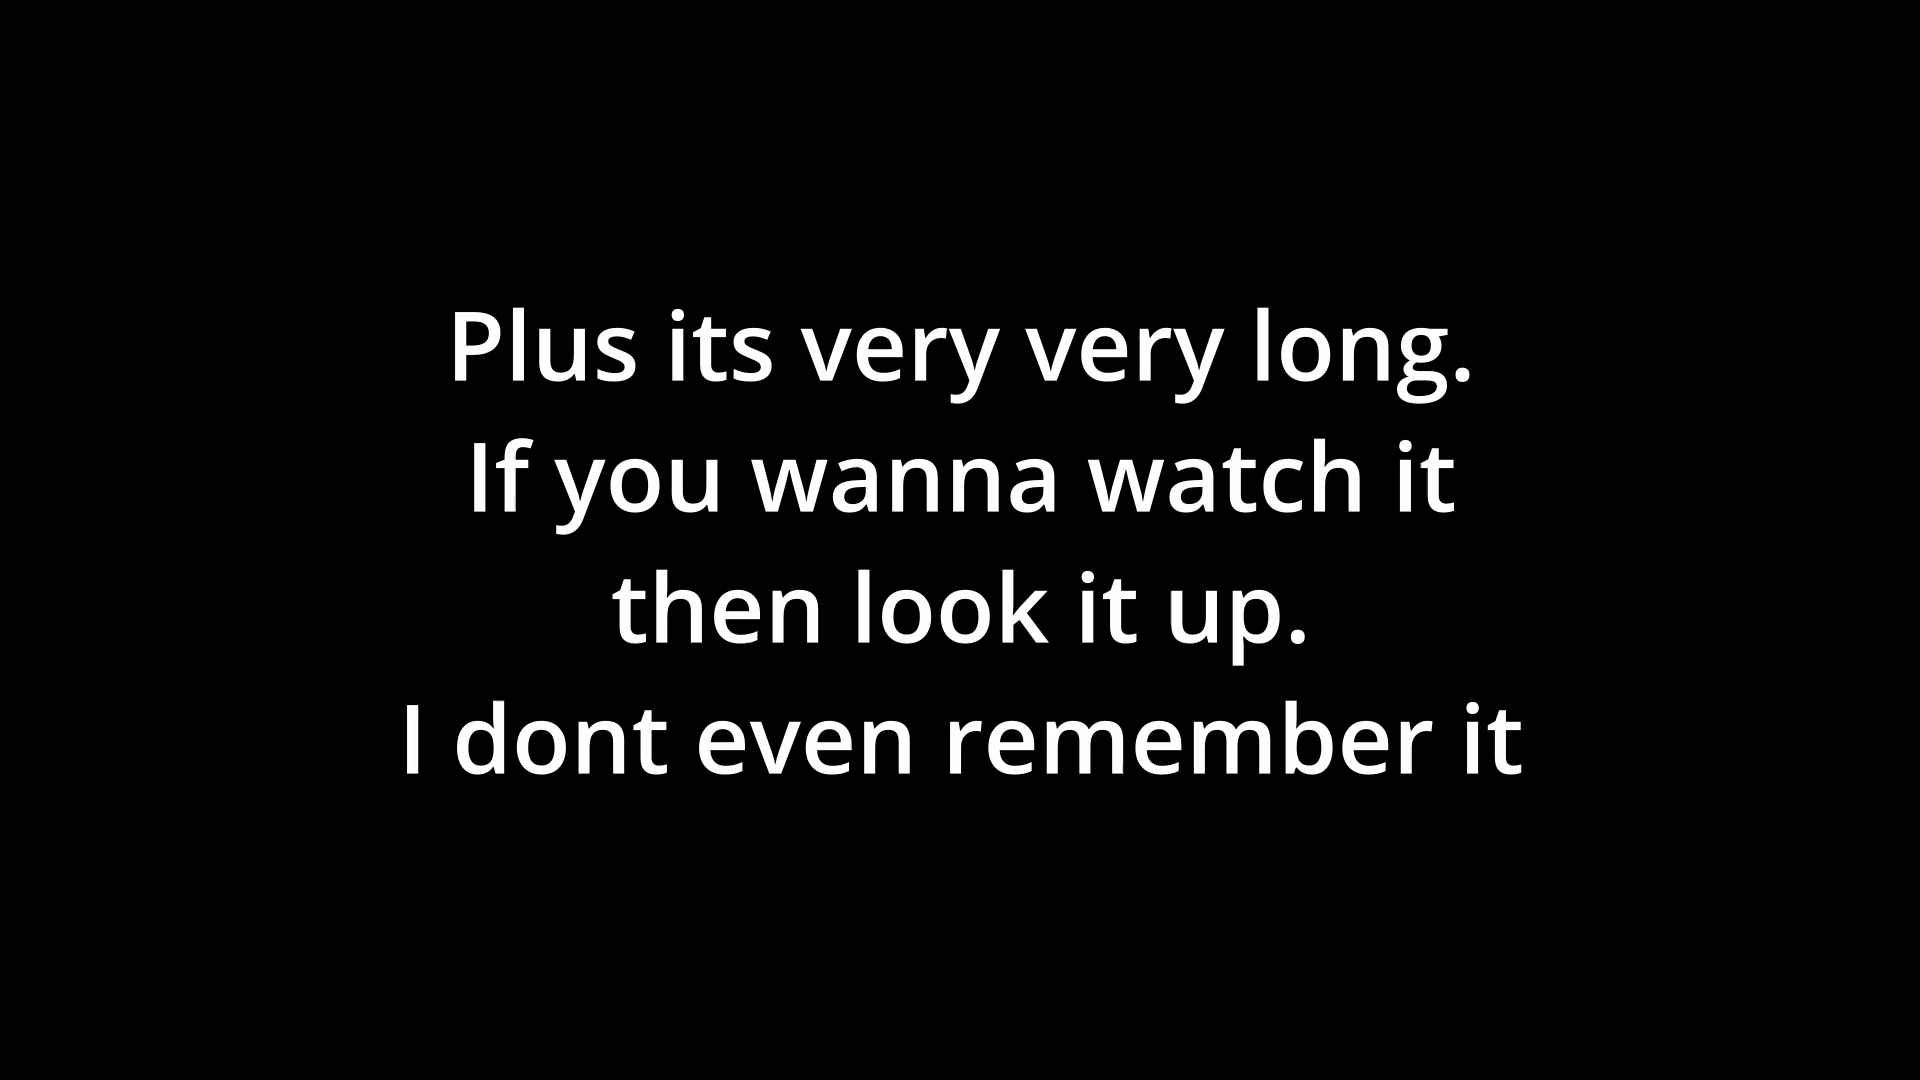 Plus its very very long.
If you wanna watch it
then look it up.
I dont even remember it